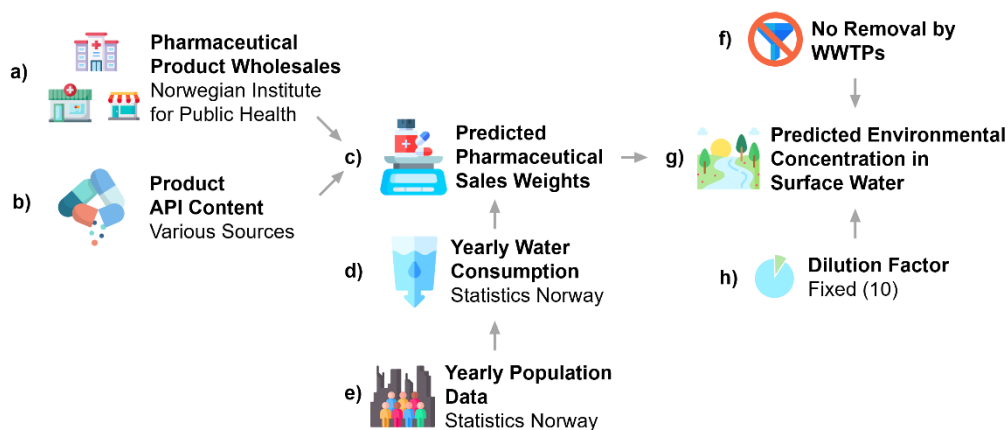 a)
Pharmaceutical
Product Wholesales
Norwegian Institute
for Public Health
b)
Product
API Content
Various Sources
c)
Predicted
Pharmaceutical
Sales Weights
d)
Yearly Water
Consumption
Statistics Norway
e)
Yearly Population
Data
Statistics Norway
f)
No Removal by
WWTPs
g)
Predicted Environmental
Concentration in
Surface Water
h)
Dilution Factor
Fixed (10)